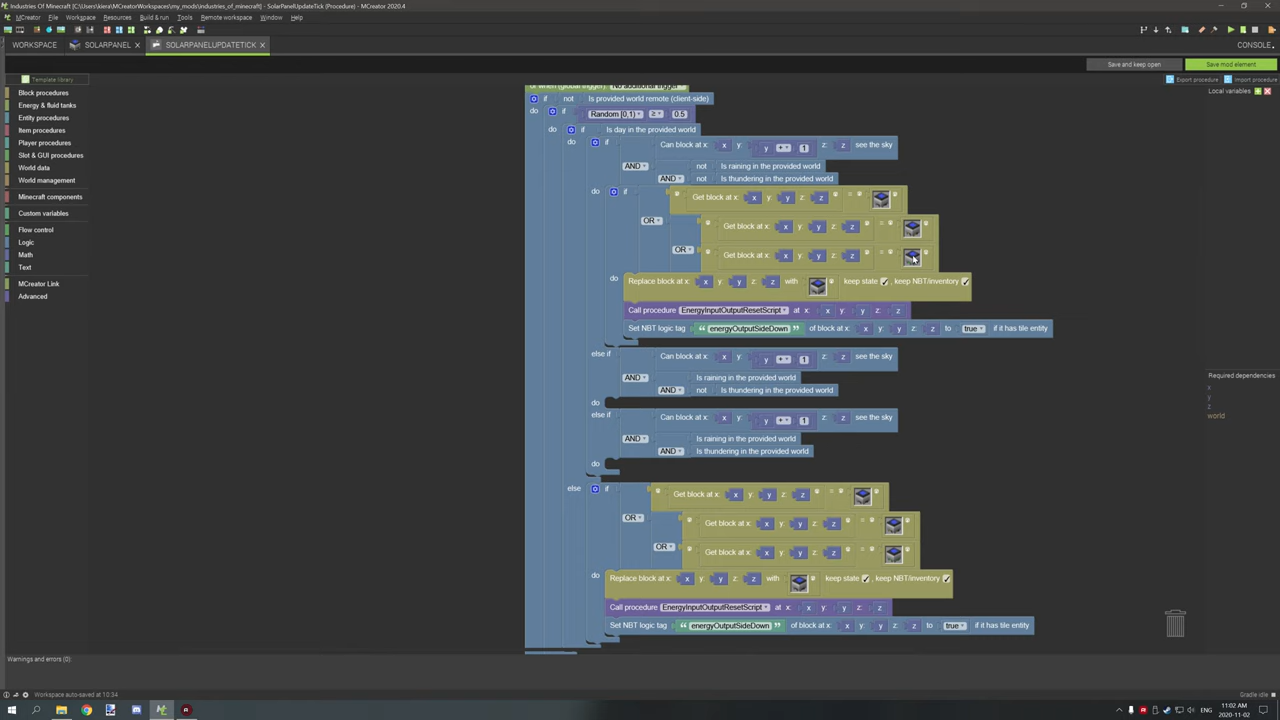 Industries Of Minecraft | C:\Users\kiera\MCreatorWorkspaces\my_mods\industries_of_minecraft] - SolarPanelUpdateTick (Procedure) - MCreator 2020.4
MCreator File Workspace Resources Build & run Tools Remote workspace Window Help
WORKSPACE SOLARPANEL SOLARPANELUPDATETICK CONSOLE
Save and keep open Save mod element
Template library Export procedure Import procedure
Local variables
Block procedures
Energy & fluid tanks
Entity procedures
Item procedures
Player procedures
Slot & GUI procedures
World data
World management
Minecraft components
Custom variables
Flow control
Logic
Math
Text
MCreator Link
Advanced
or when (global trigger) No additional trigger
if not Is provided world remote (client-side)
do if Random [0,1) ≥ 0.5
do if Is day in the provided world
do if Can block at x: x y: y + 1 z: z see the sky
AND not Is raining in the provided world
AND not Is thundering in the provided world
do if Get block at x: x y: y z: z =
OR Get block at x: x y: y z: z =
OR Get block at x: x y: y z: z =
do Replace block at x: x y: y z: z with keep state , keep NBT/inventory
Call procedure EnergyInputOutputResetScript at x: x y: y z: z
Set NBT logic tag “ energyOutputSideDown ” of block at x: x y: y z: z to true if it has tile entity
else if Can block at x: x y: y + 1 z: z see the sky
AND Is raining in the provided world
AND not Is thundering in the provided world
do
else if Can block at x: x y: y + 1 z: z see the sky
AND Is raining in the provided world
AND Is thundering in the provided world
do
else if Get block at x: x y: y z: z =
OR Get block at x: x y: y z: z =
OR Get block at x: x y: y z: z =
do Replace block at x: x y: y z: z with keep state , keep NBT/inventory
Call procedure EnergyInputOutputResetScript at x: x y: y z: z
Set NBT logic tag “ energyOutputSideDown ” of block at x: x y: y z: z to true if it has tile entity
Required dependencies
x
y
z
world
Warnings and errors (0):
Workspace auto-saved at 10:34 Gradle idle
ENG 11:02 AM
2020-11-02